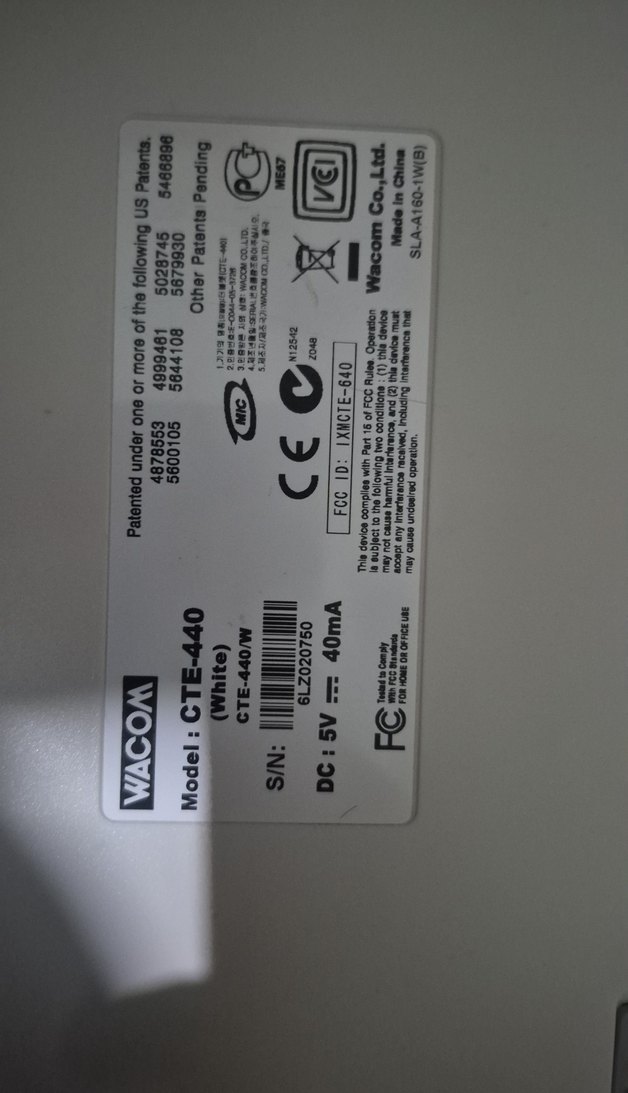 WACOM
Model : CTE-440
(White)
CTE-440/W
S/N:
6LZ020750
DC : 5V 40mA
FC
Tested to Comply
With FCC Standards
FOR HOME OR OFFICE USE
Patented under one or more of the following US Patents.
4878553 4999461 5028745 5466896
5600105 5644108 5679930
Other Patents Pending
MIC
PG
ME67
CE
N12542
Z048
VCI
FCC ID: IXMCTE-640
This device complies with Part 15 of FCC Rules. Operation
is subject to the following two conditions : (1) this device
may not cause harmful interference, and (2) this device must
accept any interference received, including interference that
may cause undesired operation.
Wacom Co.,Ltd.
Made in China
SLA-A160-1W(B)